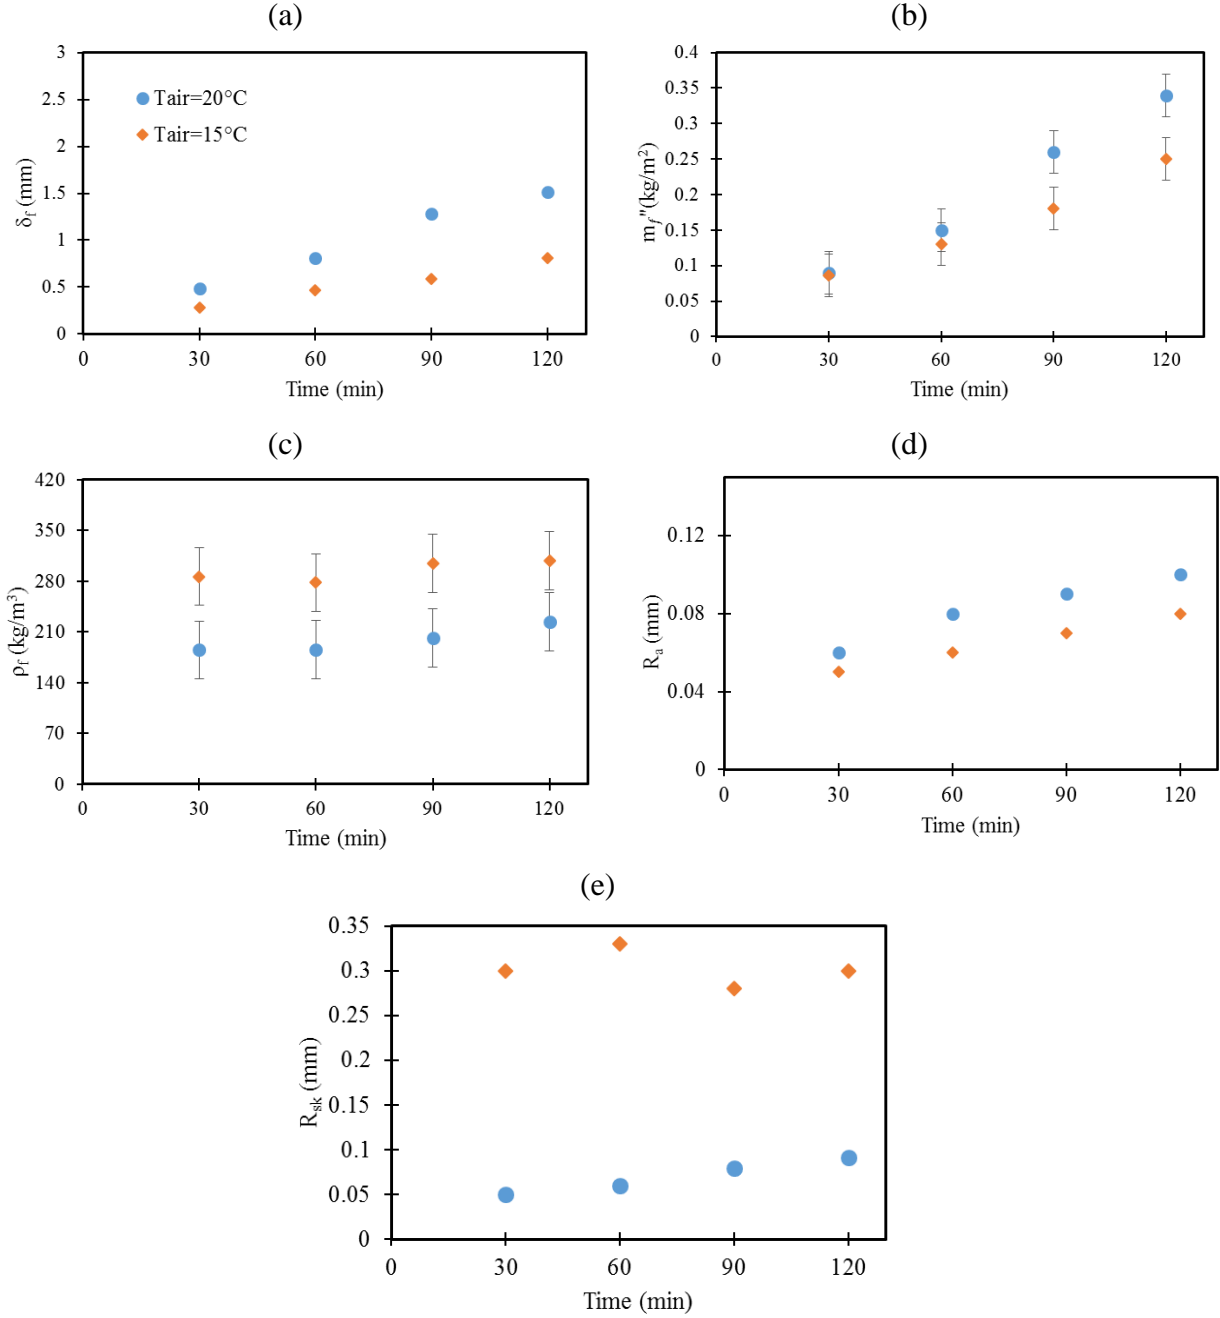 (a)
3
2.5
2
1.5
1
0.5
0
Tair=20°C
Tair=15°C
δf (mm)
0 30 60 90 120
Time (min)
(b)
0.4
0.35
0.3
0.25
0.2
0.15
0.1
0.05
0
mf"(kg/m2)
0 30 60 90 120
Time (min)
(c)
420
350
280
210
140
70
0
ρf (kg/m3)
0 30 60 90 120
Time (min)
(d)
0.12
0.08
0.04
0
Ra (mm)
0 30 60 90 120
Time (min)
(e)
0.35
0.3
0.25
0.2
0.15
0.1
0.05
0
Rsk (mm)
0 30 60 90 120
Time (min)